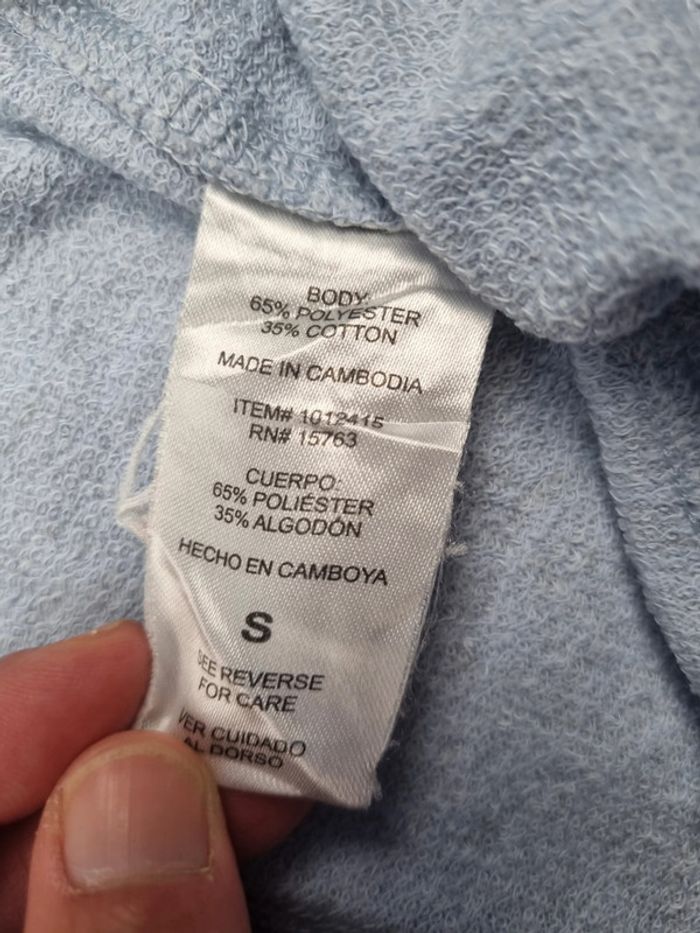 BODY:
65% POLYESTER
35% COTTON
MADE IN CAMBODIA
ITEM# 1012415
RN# 15763
CUERPO:
65% POLIÉSTER
35% ALGODÓN
HECHO EN CAMBOYA
S
SEE REVERSE
FOR CARE
VER CUIDADO
AL DORSO